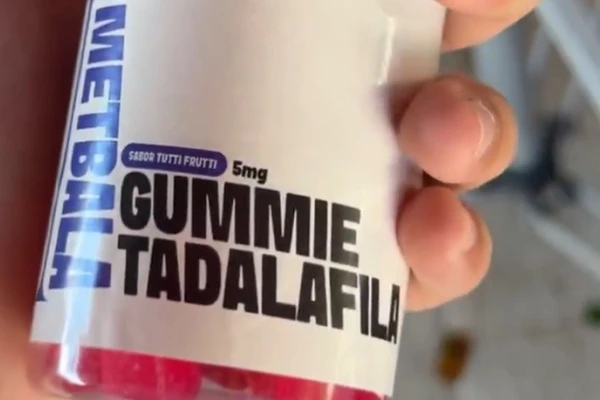 METBALA
SABOR TUTTI FRUTTI 5mg
GUMMIE
TADALAFILA